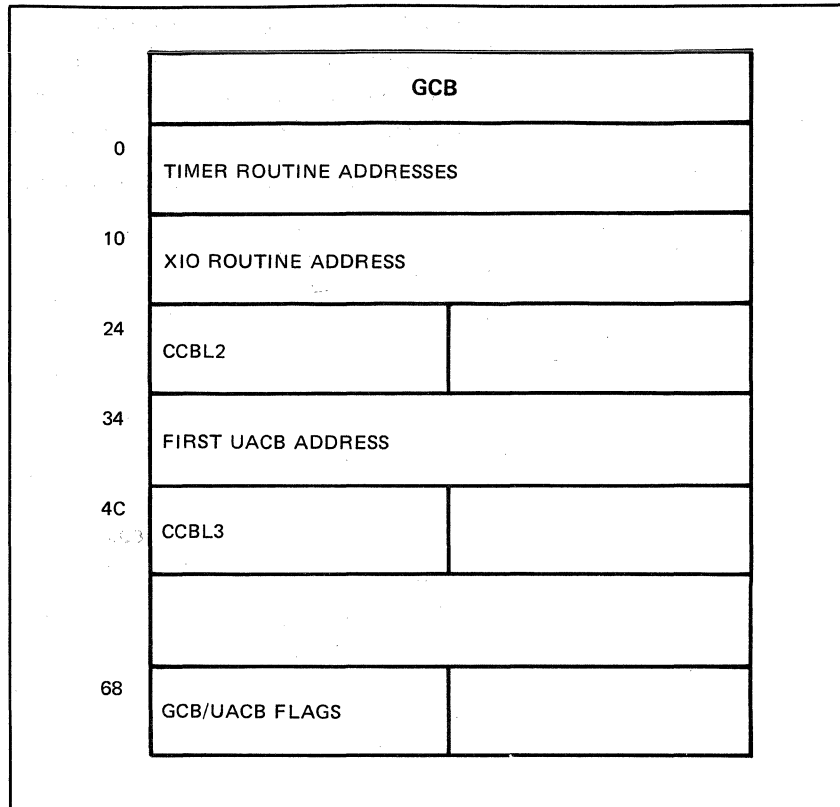 GCB
0
TIMER ROUTINE ADDRESSES
10
XIO ROUTINE ADDRESS
24
CCBL2
34
FIRST UACB ADDRESS
4C
CCBL3
68
GCB/UACB FLAGS